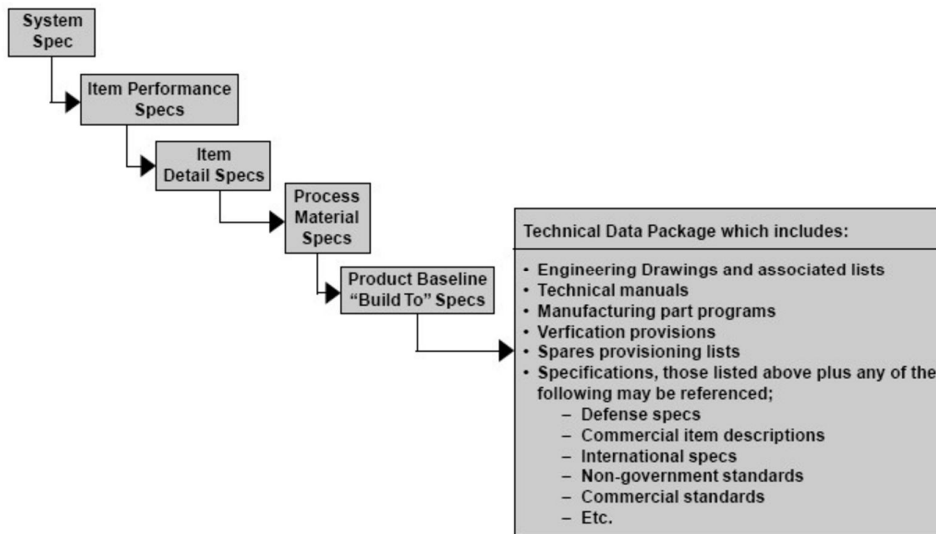 System
Spec
Item Performance
Specs
Item
Detail Specs
Process
Material
Specs
Product Baseline
“Build To” Specs
Technical Data Package which includes:
• Engineering Drawings and associated lists
• Technical manuals
• Manufacturing part programs
• Verfication provisions
• Spares provisioning lists
• Specifications, those listed above plus any of the
following may be referenced;
– Defense specs
– Commercial item descriptions
– International specs
– Non-government standards
– Commercial standards
– Etc.